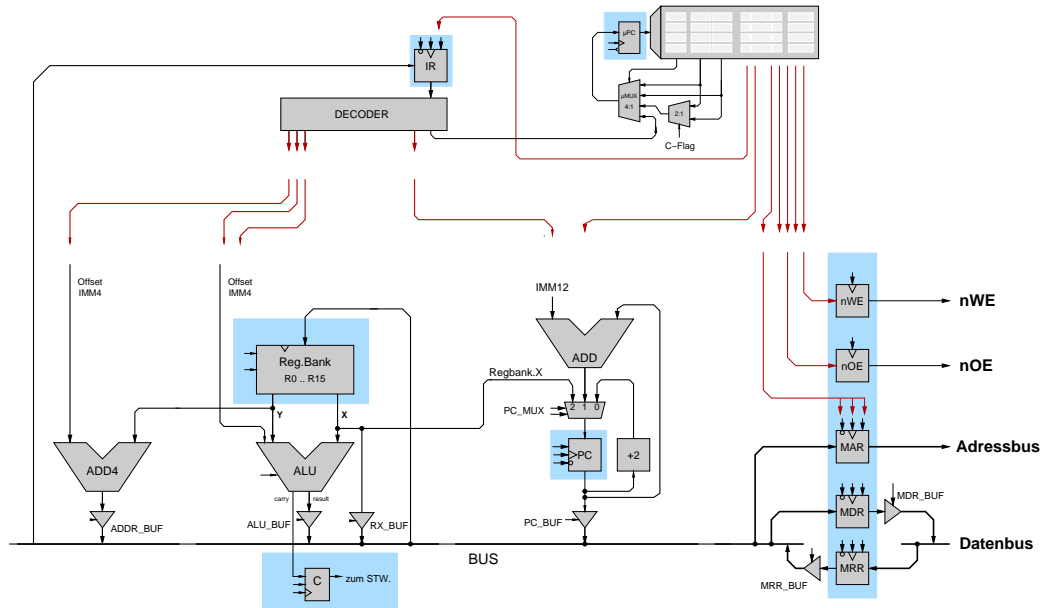 µPC
IR
µMUX
4:1
2:1
DECODER
C−Flag
Offset
IMM4
Offset
IMM4
IMM12
nWE
nWE
Reg.Bank
R0 .. R15
ADD
nOE
nOE
Regbank.X
Y
X
PC_MUX
2 1 0
ADD4
ALU
PC
+2
MAR
Adressbus
carry
result
MDR_BUF
MDR
ADDR_BUF
ALU_BUF
RX_BUF
PC_BUF
BUS
Datenbus
MRR
MRR_BUF
C
zum STW.